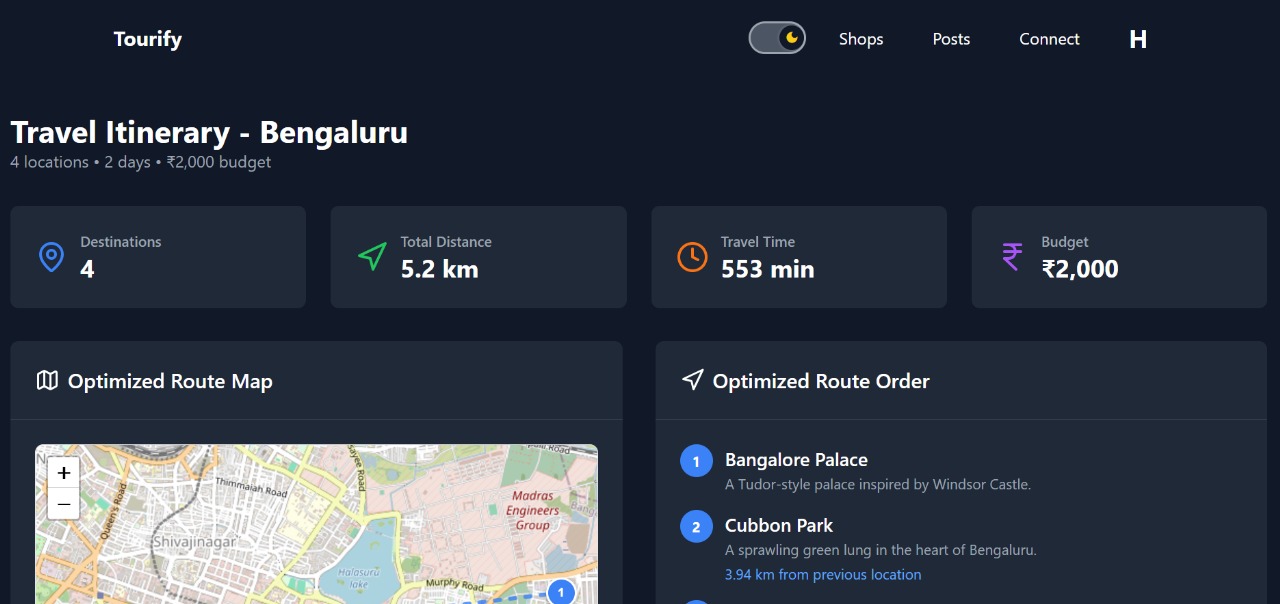 Tourify
Shops
Posts
Connect
H
Travel Itinerary - Bengaluru
4 locations • 2 days • ₹2,000 budget
Destinations
4
Total Distance
5.2 km
Travel Time
553 min
Budget
₹2,000
Optimized Route Map
+
−
Thimmaiah Road
Queen's Road
Shivajinagar
Halasuru
lake
Madras
Engineers
Group
Murphy Road
1
Optimized Route Order
1
Bangalore Palace
A Tudor-style palace inspired by Windsor Castle.
2
Cubbon Park
A sprawling green lung in the heart of Bengaluru.
3.94 km from previous location